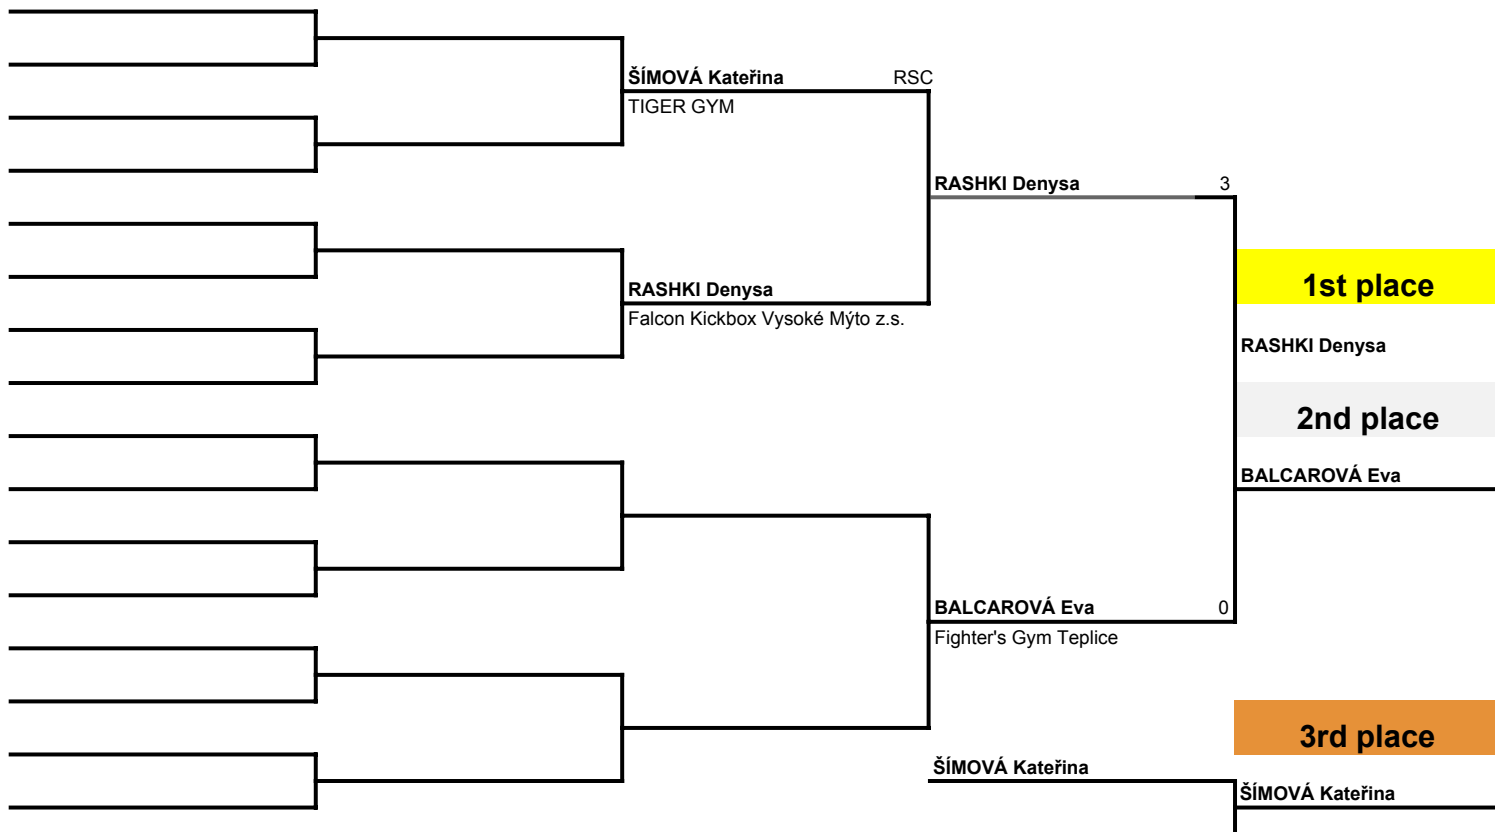 ŠÍMOVÁ Kateřina RSC
TIGER GYM
RASHKI Denysa 3
1st place
RASHKI Denysa
Falcon Kickbox Vysoké Mýto z.s.
RASHKI Denysa
2nd place
BALCAROVÁ Eva
BALCAROVÁ Eva 0
Fighter's Gym Teplice
3rd place
ŠÍMOVÁ Kateřina
ŠÍMOVÁ Kateřina